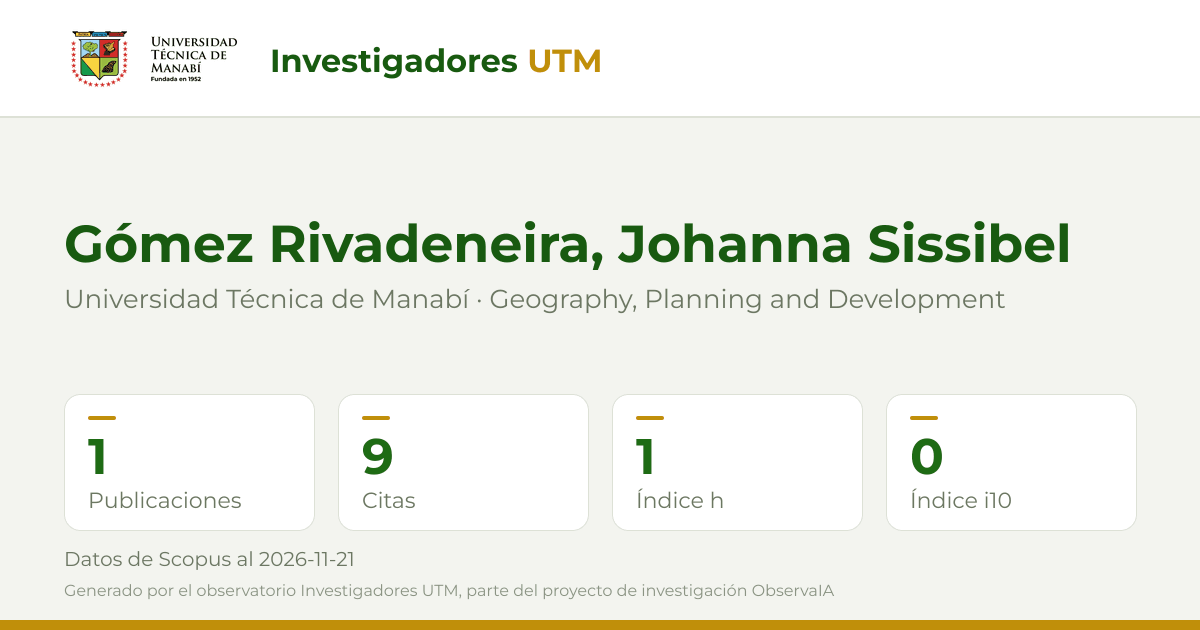 UNIVERSIDAD
TÉCNICA DE
MANABÍ
Fundada en 1952
Investigadores UTM
Gómez Rivadeneira, Johanna Sissibel
Universidad Técnica de Manabí · Geography, Planning and Development
1
Publicaciones
9
Citas
1
Índice h
0
Índice i10
Datos de Scopus al 2026-11-21
Generado por el observatorio Investigadores UTM, parte del proyecto de investigación ObservaIA